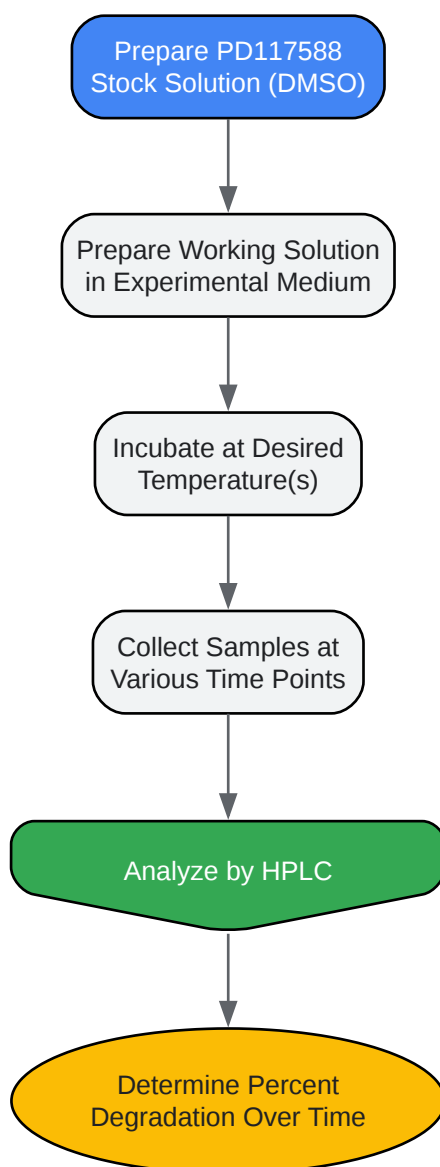 Prepare PD117588
Stock Solution (DMSO)
Prepare Working Solution
in Experimental Medium
Incubate at Desired
Temperature(s)
Collect Samples at
Various Time Points
Analyze by HPLC
Determine Percent
Degradation Over Time